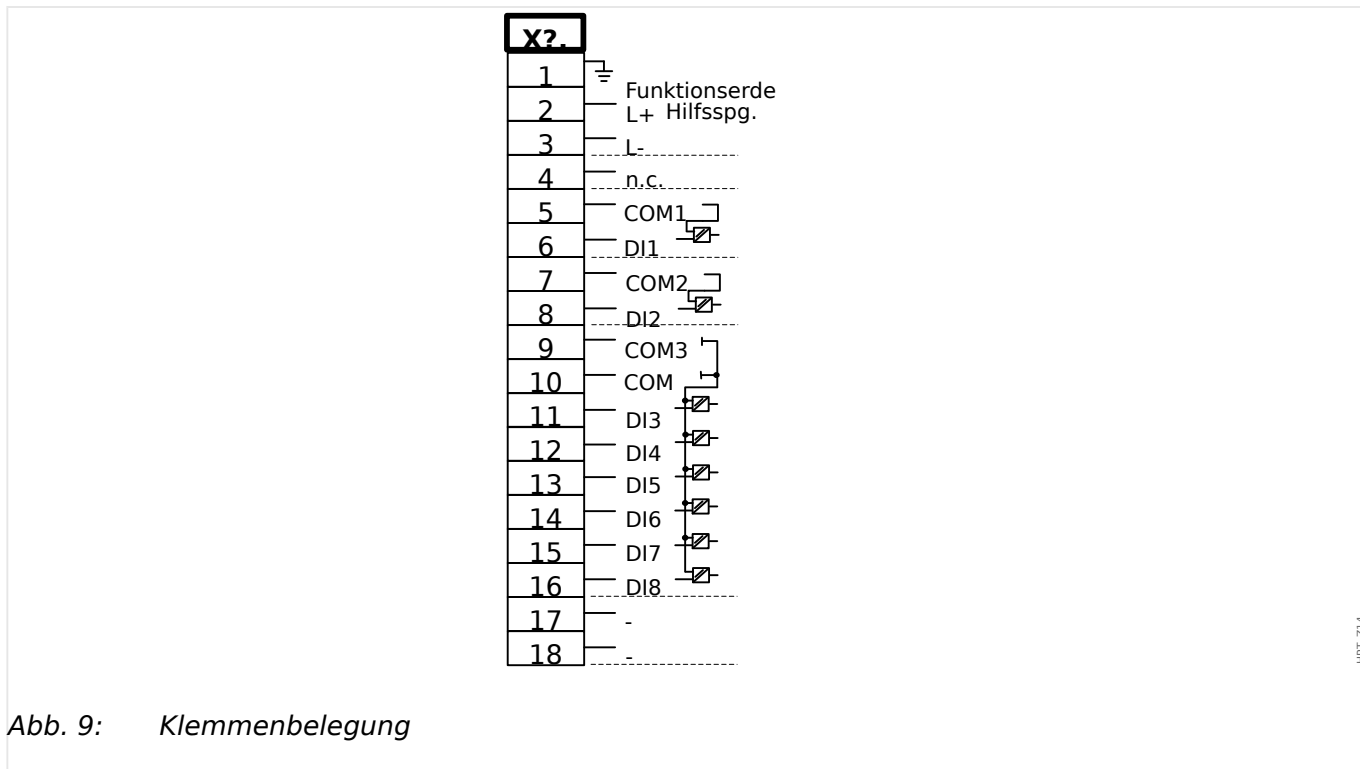 X?.
1
Funktionserde
2 L+ Hilfsspg.
3 L-
4 n.c.
5 COM1
6 DI1
7 COM2
8 DI2
9 COM3
10 COM
11 DI3
12 DI4
13 DI5
14 DI6
15 DI7
16 DI8
17 -
18 -
Abb. 9: Klemmenbelegung